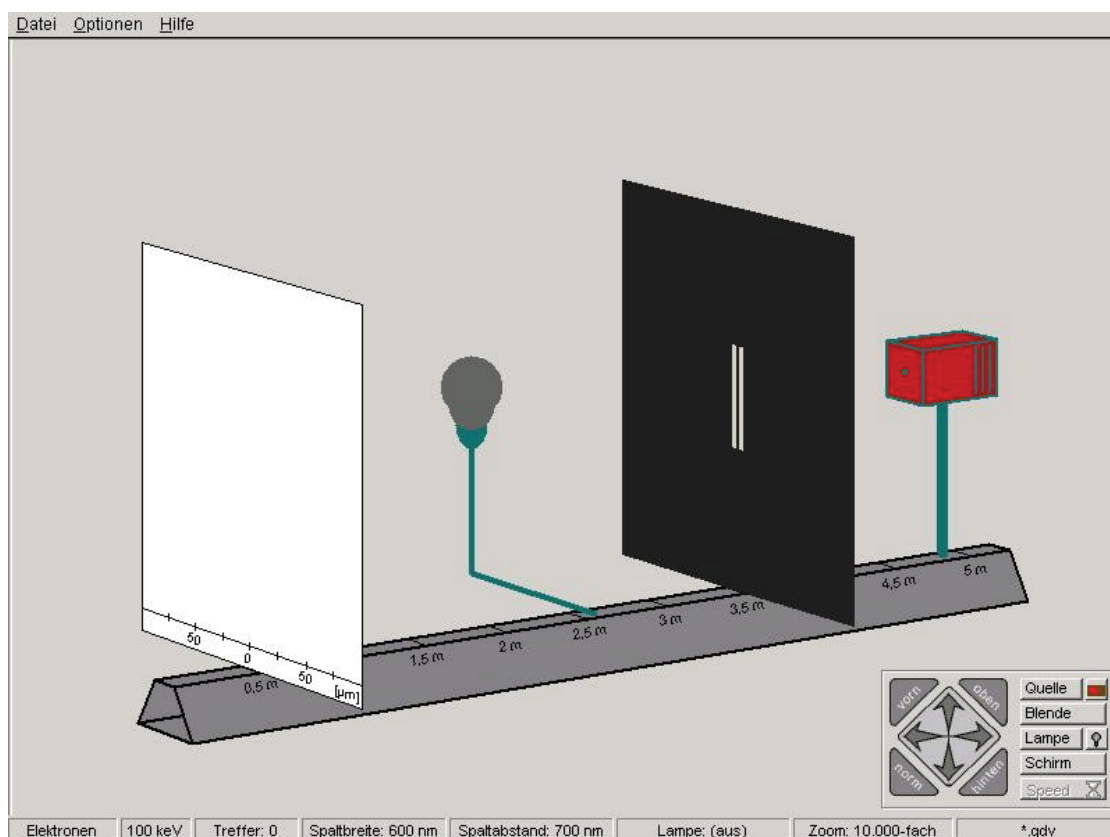 Datei Optionen Hilfe
50 0 50 [µm]
0,5 m 1,5 m 2 m 2,5 m 3 m 3,5 m 4,5 m 5 m
vorn oben norm hinten
Quelle
Blende
Lampe
Schirm
Speed
Elektronen 100 keV Treffer: 0 Spaltbreite: 600 nm Spaltabstand: 700 nm Lampe: (aus) Zoom: 10.000-fach *.qdv